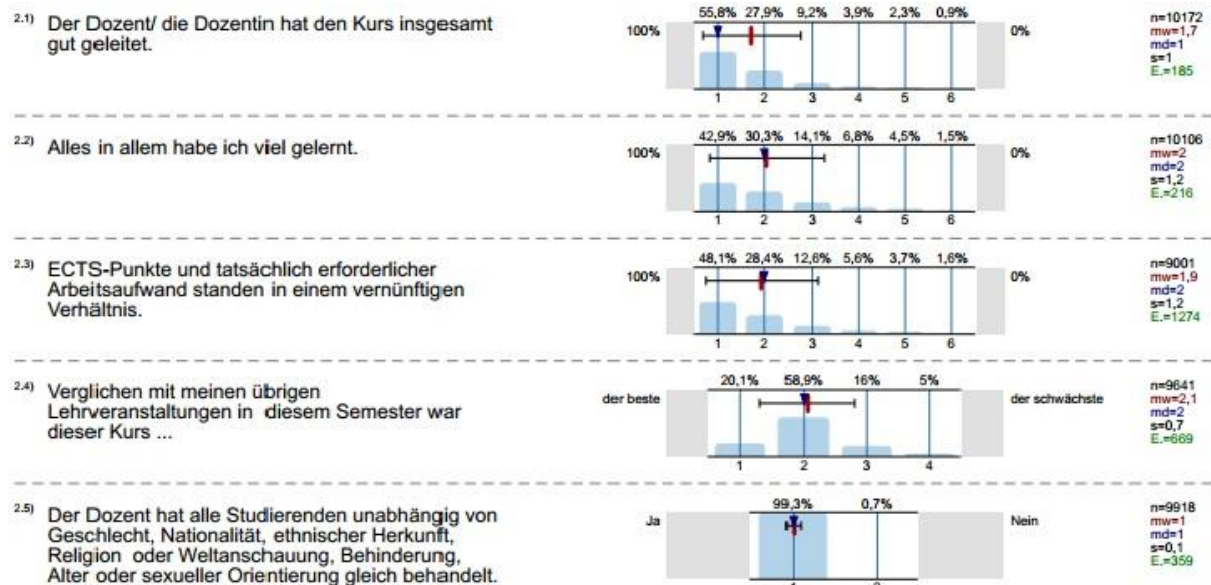 2.1) Der Dozent/ die Dozentin hat den Kurs insgesamt
gut geleitet.
100%
55,8% 27,9% 9,2% 3,9% 2,3% 0,9%
1 2 3 4 5 6
0%
n=10172
mw=1,7
md=1
s=1
E.=185
2.2) Alles in allem habe ich viel gelernt.
100%
42,9% 30,3% 14,1% 6,8% 4,5% 1,5%
1 2 3 4 5 6
0%
n=10106
mw=2
md=2
s=1,2
E.=216
2.3) ECTS-Punkte und tatsächlich erforderlicher
Arbeitsaufwand standen in einem vernünftigen
Verhältnis.
100%
48,1% 28,4% 12,6% 5,6% 3,7% 1,6%
1 2 3 4 5 6
0%
n=9001
mw=1,9
md=2
s=1,2
E.=1274
2.4) Verglichen mit meinen übrigen
Lehrveranstaltungen in diesem Semester war
dieser Kurs ...
der beste
20,1% 58,9% 16% 5%
1 2 3 4
der schwächste
n=9641
mw=2,1
md=2
s=0,7
E.=669
2.5) Der Dozent hat alle Studierenden unabhängig von
Geschlecht, Nationalität, ethnischer Herkunft,
Religion oder Weltanschauung, Behinderung,
Alter oder sexueller Orientierung gleich behandelt.
Ja
99,3% 0,7%
Nein
n=9918
mw=1
md=1
s=0,1
E.=359